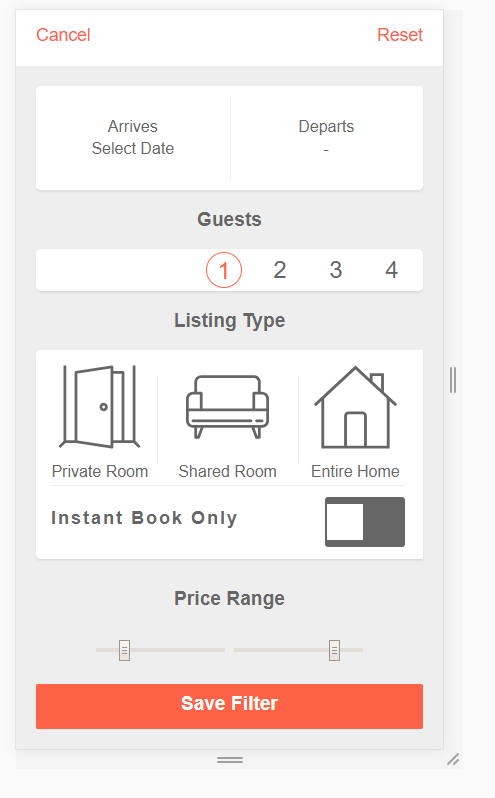 Cancel Reset
Arrives Departs
Select Date -
Guests
1 2 3 4
Listing Type
Private Room Shared Room Entire Home
Instant Book Only
Price Range
Save Filter